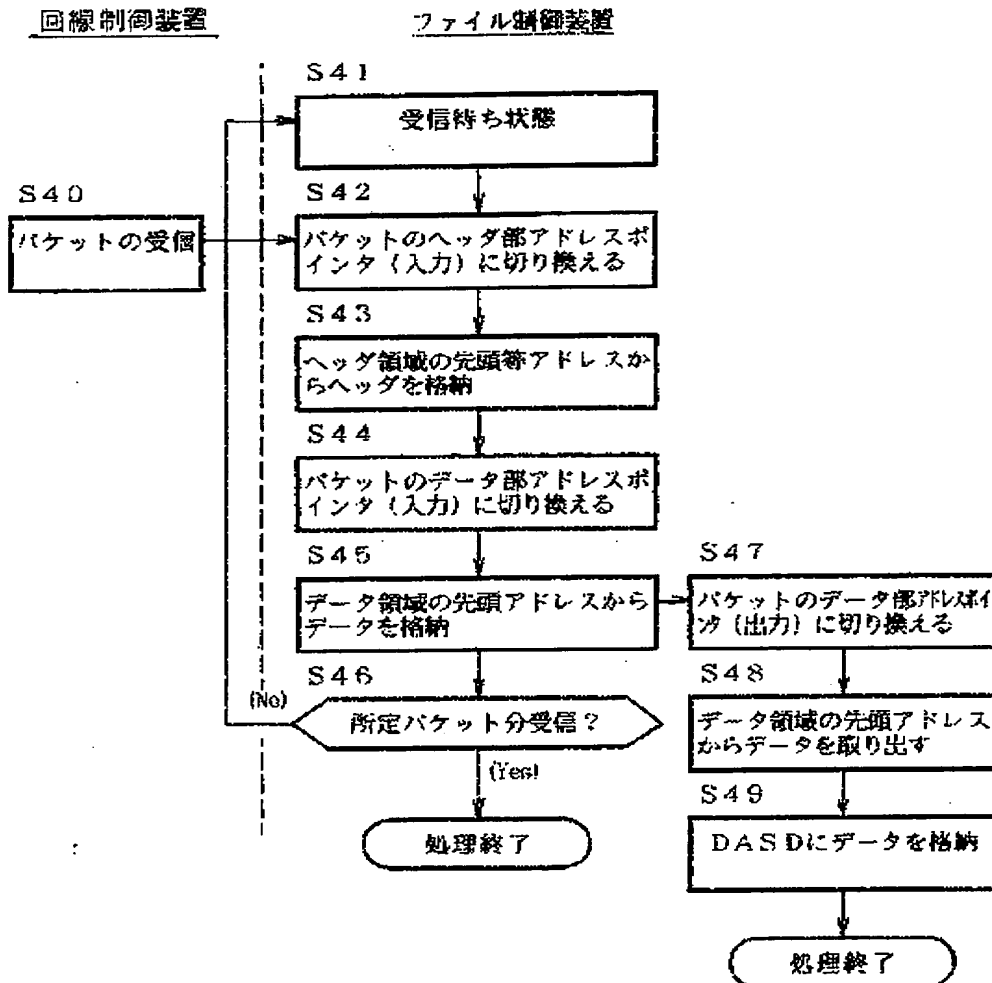 回線制御装置
ファイル制御装置
S41
受信待ち状態
S40
パケットの受信
S42
パケットのヘッダ部アドレスポ
インタ(入力)に切り換える
S43
ヘッダ領域の先頭等アドレスか
らヘッダを格納
S44
パケットのデータ部アドレスポ
インタ(入力)に切り換える
S45
データ領域の先頭アドレスから
データを格納
S47
パケットのデータ部アドレスポイ
ンタ(出力)に切り換える
S46
(No)
所定パケット分受信?
(Yes)
処理終了
S48
データ領域の先頭アドレス
からデータを取り出す
S49
DASDにデータを格納
処理終了